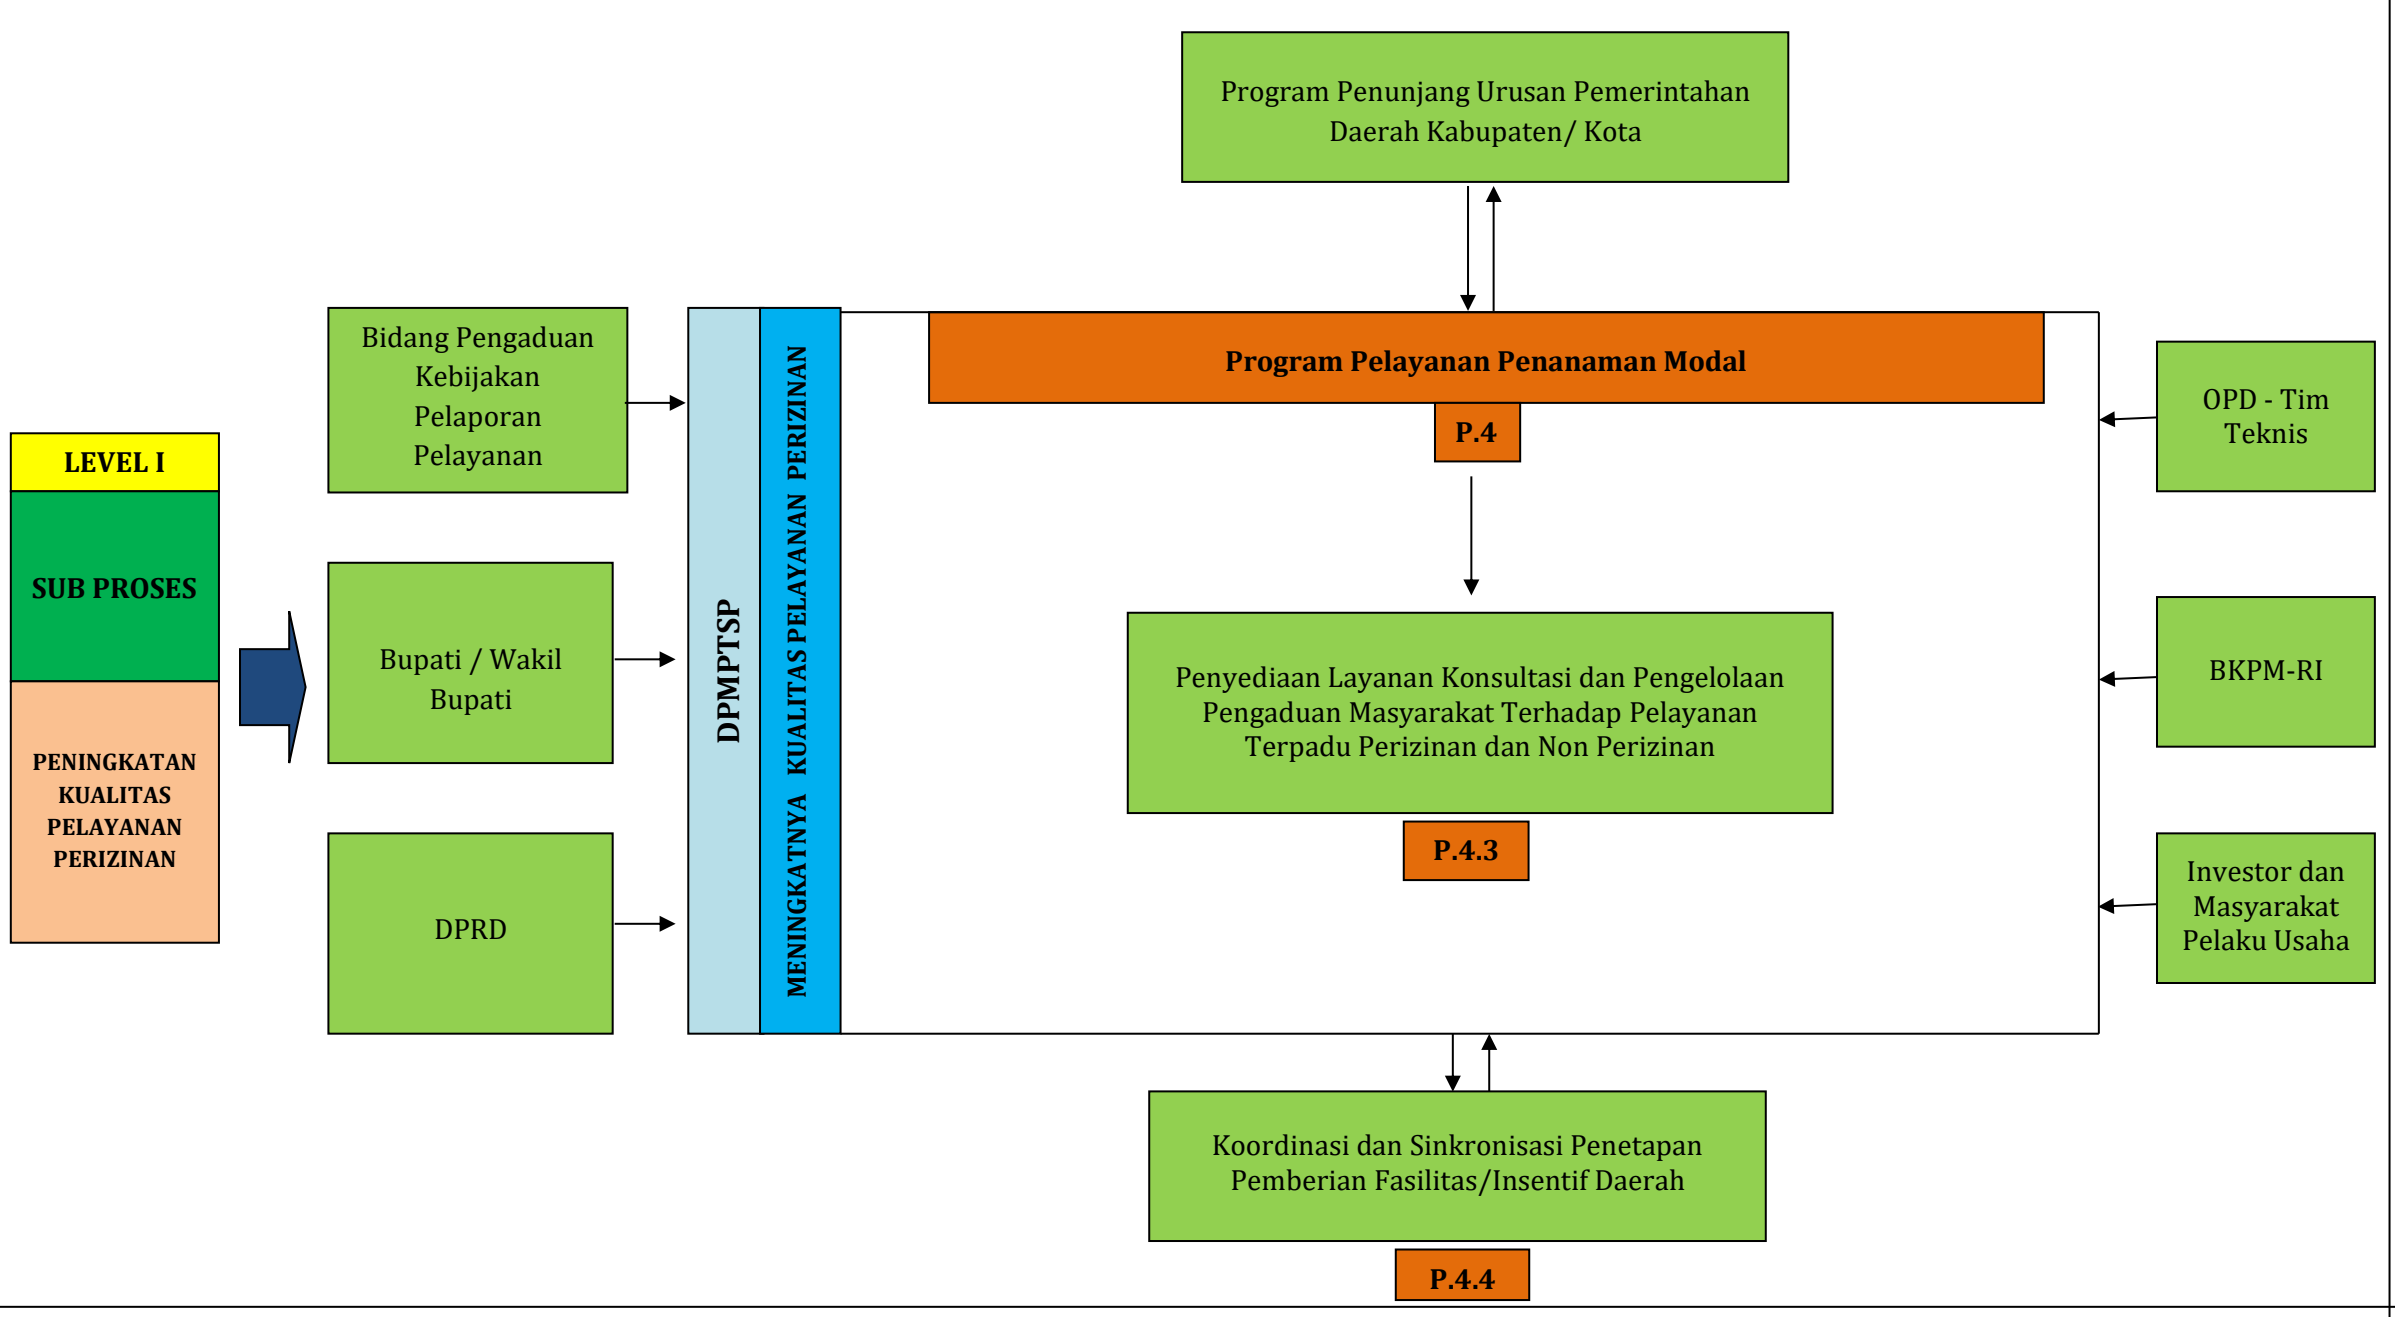 Program Penunjang Urusan Pemerintahan
Daerah Kabupaten/ Kota
LEVEL I
SUB PROSES
PENINGKATAN
KUALITAS
PELAYANAN
PERIZINAN
Bidang Pengaduan
Kebijakan
Pelaporan
Pelayanan
Bupati / Wakil
Bupati
DPRD
DPMPTSP
MENINGKATNYA KUALITAS PELAYANAN PERIZINAN
Program Pelayanan Penanaman Modal
P.4
Penyediaan Layanan Konsultasi dan Pengelolaan
Pengaduan Masyarakat Terhadap Pelayanan
Terpadu Perizinan dan Non Perizinan
P.4.3
OPD - Tim
Teknis
BKPM-RI
Investor dan
Masyarakat
Pelaku Usaha
Koordinasi dan Sinkronisasi Penetapan
Pemberian Fasilitas/Insentif Daerah
P.4.4